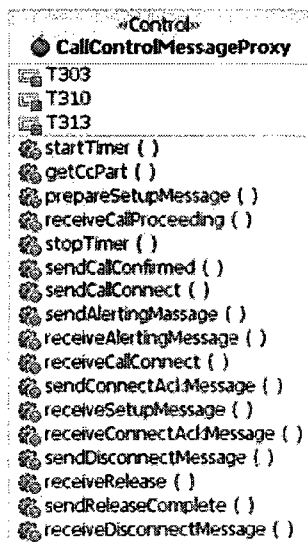 «Control»
CallControlMessageProxy
T303
T310
T313
startTimer ( )
getCcPart ( )
prepareSetupMessage ( )
receiveCallProceeding ( )
stopTimer ( )
sendCallConfirmed ( )
sendCallConnect ( )
sendAlertingMassage ( )
receiveAlertingMessage ( )
receiveCallConnect ( )
sendConnectAckMessage ( )
receiveSetupMessage ( )
receiveConnectAckMessage ( )
sendDisconnectMessage ( )
receiveRelease ( )
sendReleaseComplete ( )
receiveDisconnectMessage ( )